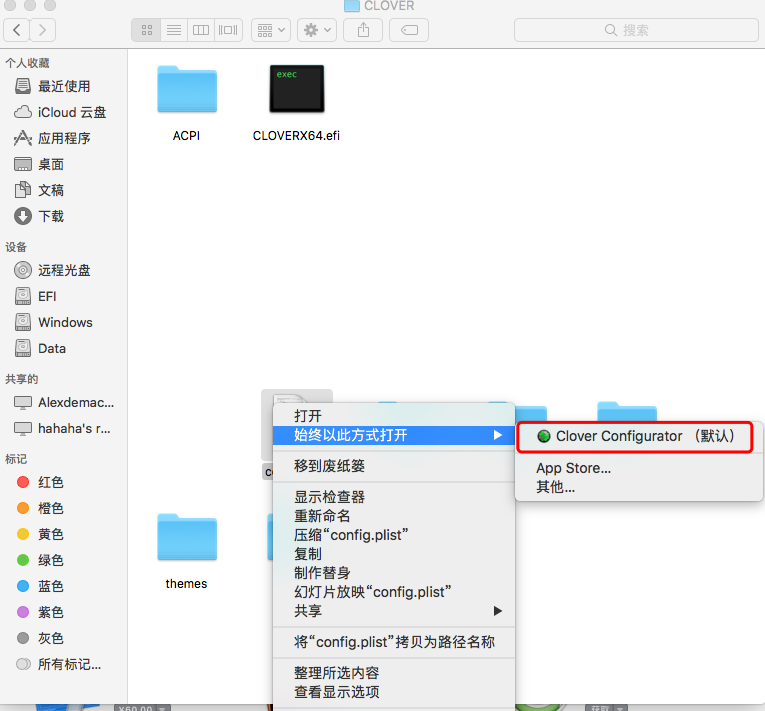 CLOVER
搜索
个人收藏
最近使用
iCloud 云盘
应用程序
桌面
文稿
下载
设备
远程光盘
EFI
Windows
Data
共享的
Alexdemac...
hahaha's r...
标记
红色
橙色
黄色
绿色
蓝色
紫色
灰色
所有标记...
exec
ACPI
CLOVERX64.efi
themes
打开
始终以此方式打开
移到废纸篓
显示检查器
重新命名
压缩“config.plist”
复制
制作替身
幻灯片放映“config.plist”
共享
将“config.plist”拷贝为路径名称
整理所选内容
查看显示选项
Clover Configurator （默认）
App Store...
其他...
¥60.00
获取